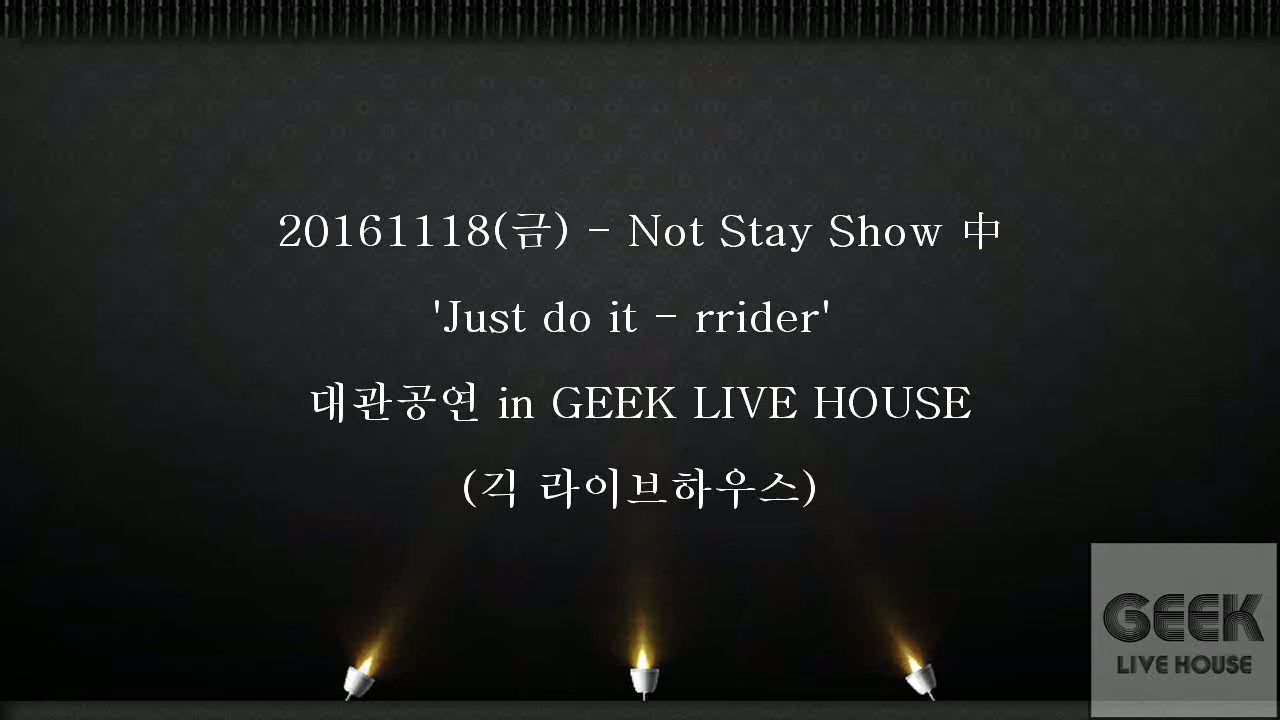 20161118(금) - Not Stay Show 中
'Just do it - rrider'
대관공연 in GEEK LIVE HOUSE
(긱 라이브하우스)
GEEK
LIVE HOUSE